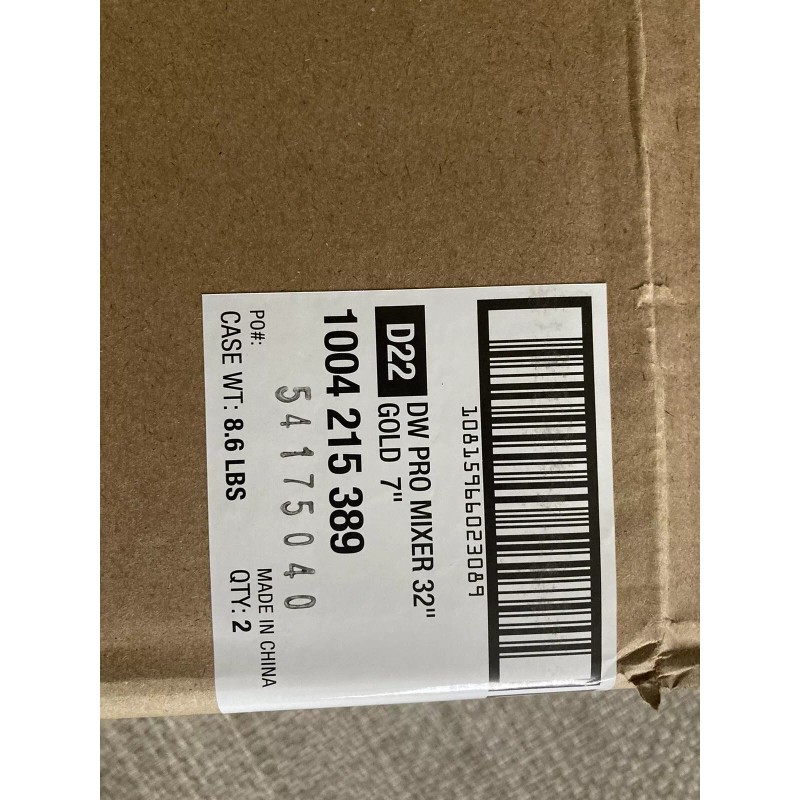 10815966023089
D22 DW PRO MIXER 32"
GOLD 7"
1004 215 389
54175040
PO#: MADE IN CHINA
CASE WT: 8.6 LBS QTY: 2